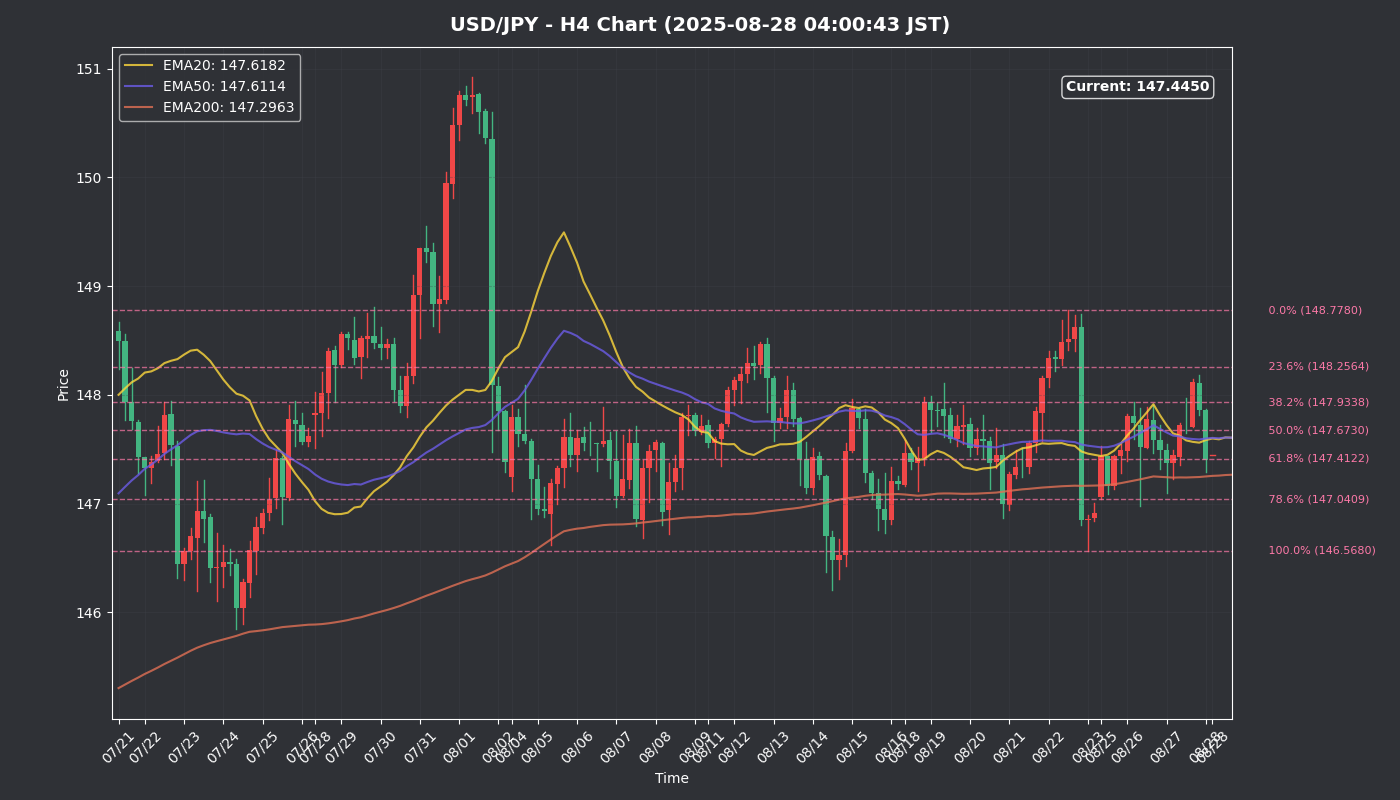 USD/JPY - H4 Chart (2025-08-28 04:00:43 JST)
EMA20: 147.6182
EMA50: 147.6114
EMA200: 147.2963
Current: 147.4450
151
150
149
148
147
146
Price
0.0% (148.7780)
23.6% (148.2564)
38.2% (147.9338)
50.0% (147.6730)
61.8% (147.4122)
78.6% (147.0409)
100.0% (146.5680)
07/21 07/22 07/23 07/24 07/25 07/26 07/28 07/29 07/30 07/31 08/01 08/02 08/04 08/05 08/06 08/07 08/08 08/09 08/11 08/12 08/13 08/14 08/15 08/16 08/18 08/19 08/20 08/21 08/22 08/23 08/25 08/26 08/27 08/28 08/28
Time